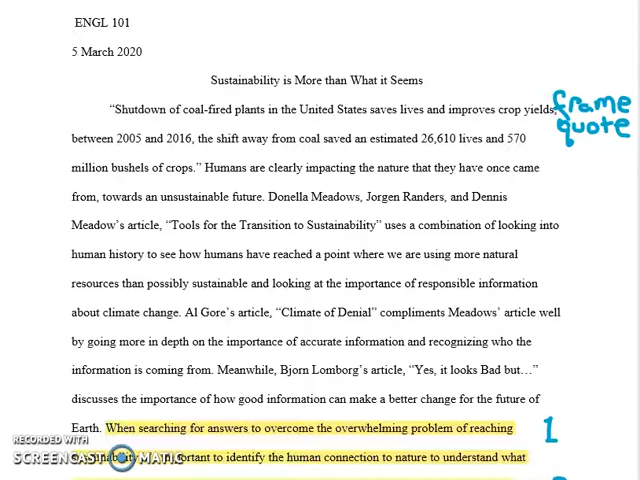 ENGL 101
5 March 2020
Sustainability is More than What it Seems
“Shutdown of coal-fired plants in the United States saves lives and improves crop yields, frame
between 2005 and 2016, the shift away from coal saved an estimated 26,610 lives and 570 quote
million bushels of crops.” Humans are clearly impacting the nature that they have once came
from, towards an unsustainable future. Donella Meadows, Jorgen Randers, and Dennis
Meadow’s article, “Tools for the Transition to Sustainability” uses a combination of looking into
human history to see how humans have reached a point where we are using more natural
resources than possibly sustainable and looking at the importance of responsible information
about climate change. Al Gore’s article, “Climate of Denial” compliments Meadows’ article well
by going more in depth on the importance of accurate information and recognizing who the
information is coming from. Meanwhile, Bjorn Lomborg’s article, “Yes, it looks Bad but…”
discusses the importance of how good information can make a better change for the future of
Earth. When searching for answers to overcome the overwhelming problem of reaching 1
RECORDED WITH
SCREENCAST MATIC important to identify the human connection to nature to understand what